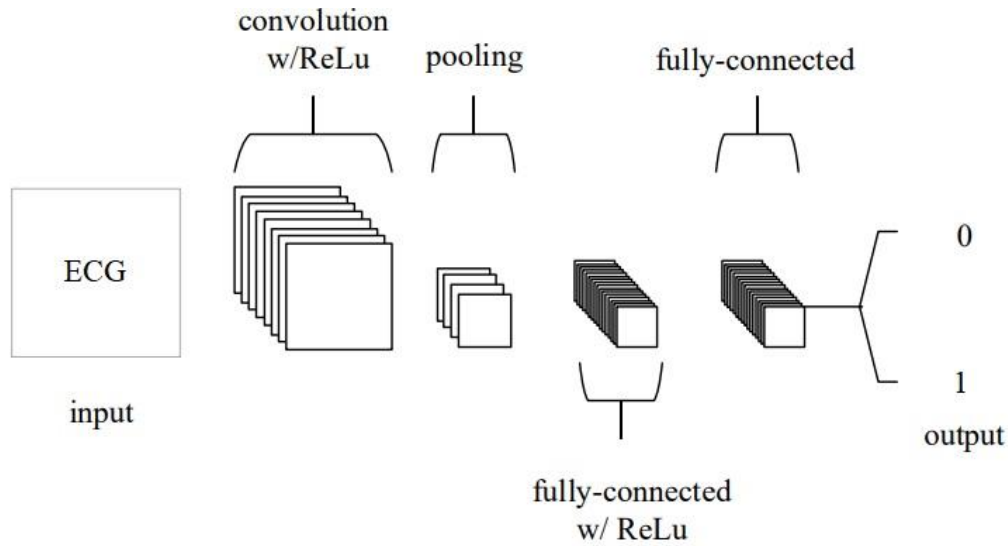 convolution
w/ReLu
pooling
fully-connected
ECG
input
0
1
output
fully-connected
w/ ReLu